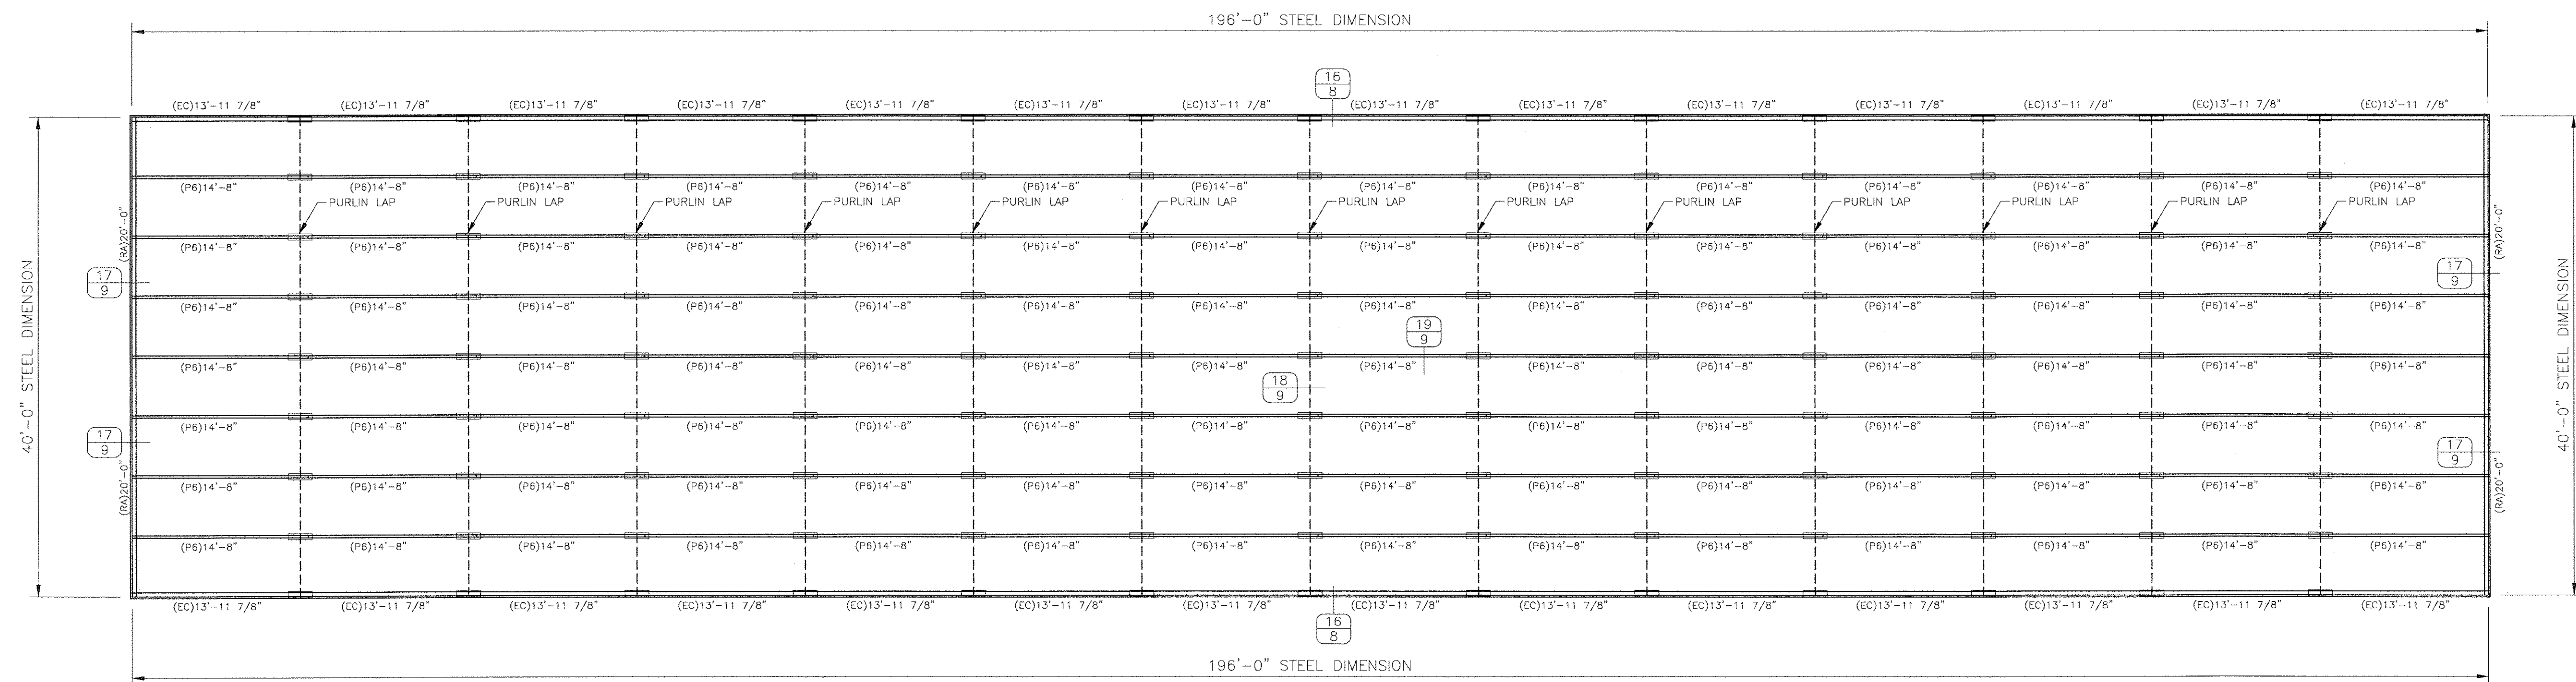 196'-0" STEEL DIMENSION
16
8
(EC)13'-11 7/8" (EC)13'-11 7/8" (EC)13'-11 7/8" (EC)13'-11 7/8" (EC)13'-11 7/8" (EC)13'-11 7/8" (EC)13'-11 7/8" (EC)13'-11 7/8" (EC)13'-11 7/8" (EC)13'-11 7/8" (EC)13'-11 7/8" (EC)13'-11 7/8" (EC)13'-11 7/8" (EC)13'-11 7/8"
(P6)14'-8" (P6)14'-8" (P6)14'-8" (P6)14'-8" (P6)14'-8" (P6)14'-8" (P6)14'-8" (P6)14'-8" (P6)14'-8" (P6)14'-8" (P6)14'-8" (P6)14'-8" (P6)14'-8" (P6)14'-8"
PURLIN LAP PURLIN LAP PURLIN LAP PURLIN LAP PURLIN LAP PURLIN LAP PURLIN LAP PURLIN LAP PURLIN LAP PURLIN LAP PURLIN LAP PURLIN LAP PURLIN LAP
(RA)20'-0"
(RA)20'-0"
(P6)14'-8" (P6)14'-8" (P6)14'-8" (P6)14'-8" (P6)14'-8" (P6)14'-8" (P6)14'-8" (P6)14'-8" (P6)14'-8" (P6)14'-8" (P6)14'-8" (P6)14'-8" (P6)14'-8" (P6)14'-8"
17
9
17
9
(P6)14'-8" (P6)14'-8" (P6)14'-8" (P6)14'-8" (P6)14'-8" (P6)14'-8" (P6)14'-8" (P6)14'-8" (P6)14'-8" (P6)14'-8" (P6)14'-8" (P6)14'-8" (P6)14'-8" (P6)14'-8"
19
9
40'-0" STEEL DIMENSION
40'-0" STEEL DIMENSION
(P6)14'-8" (P6)14'-8" (P6)14'-8" (P6)14'-8" (P6)14'-8" (P6)14'-8" (P6)14'-8" (P6)14'-8" (P6)14'-8" (P6)14'-8" (P6)14'-8" (P6)14'-8" (P6)14'-8" (P6)14'-8"
18
9
(P6)14'-8" (P6)14'-8" (P6)14'-8" (P6)14'-8" (P6)14'-8" (P6)14'-8" (P6)14'-8" (P6)14'-8" (P6)14'-8" (P6)14'-8" (P6)14'-8" (P6)14'-8" (P6)14'-8" (P6)14'-8"
17
9
17
9
(RA)20'-0"
(RA)20'-0"
(P6)14'-8" (P6)14'-8" (P6)14'-8" (P6)14'-8" (P6)14'-8" (P6)14'-8" (P6)14'-8" (P6)14'-8" (P6)14'-8" (P6)14'-8" (P6)14'-8" (P6)14'-8" (P6)14'-8" (P6)14'-8"
(P6)14'-8" (P6)14'-8" (P6)14'-8" (P6)14'-8" (P6)14'-8" (P6)14'-8" (P6)14'-8" (P6)14'-8" (P6)14'-8" (P6)14'-8" (P6)14'-8" (P6)14'-8" (P6)14'-8" (P6)14'-8"
(EC)13'-11 7/8" (EC)13'-11 7/8" (EC)13'-11 7/8" (EC)13'-11 7/8" (EC)13'-11 7/8" (EC)13'-11 7/8" (EC)13'-11 7/8" (EC)13'-11 7/8" (EC)13'-11 7/8" (EC)13'-11 7/8" (EC)13'-11 7/8" (EC)13'-11 7/8" (EC)13'-11 7/8" (EC)13'-11 7/8"
16
8
196'-0" STEEL DIMENSION